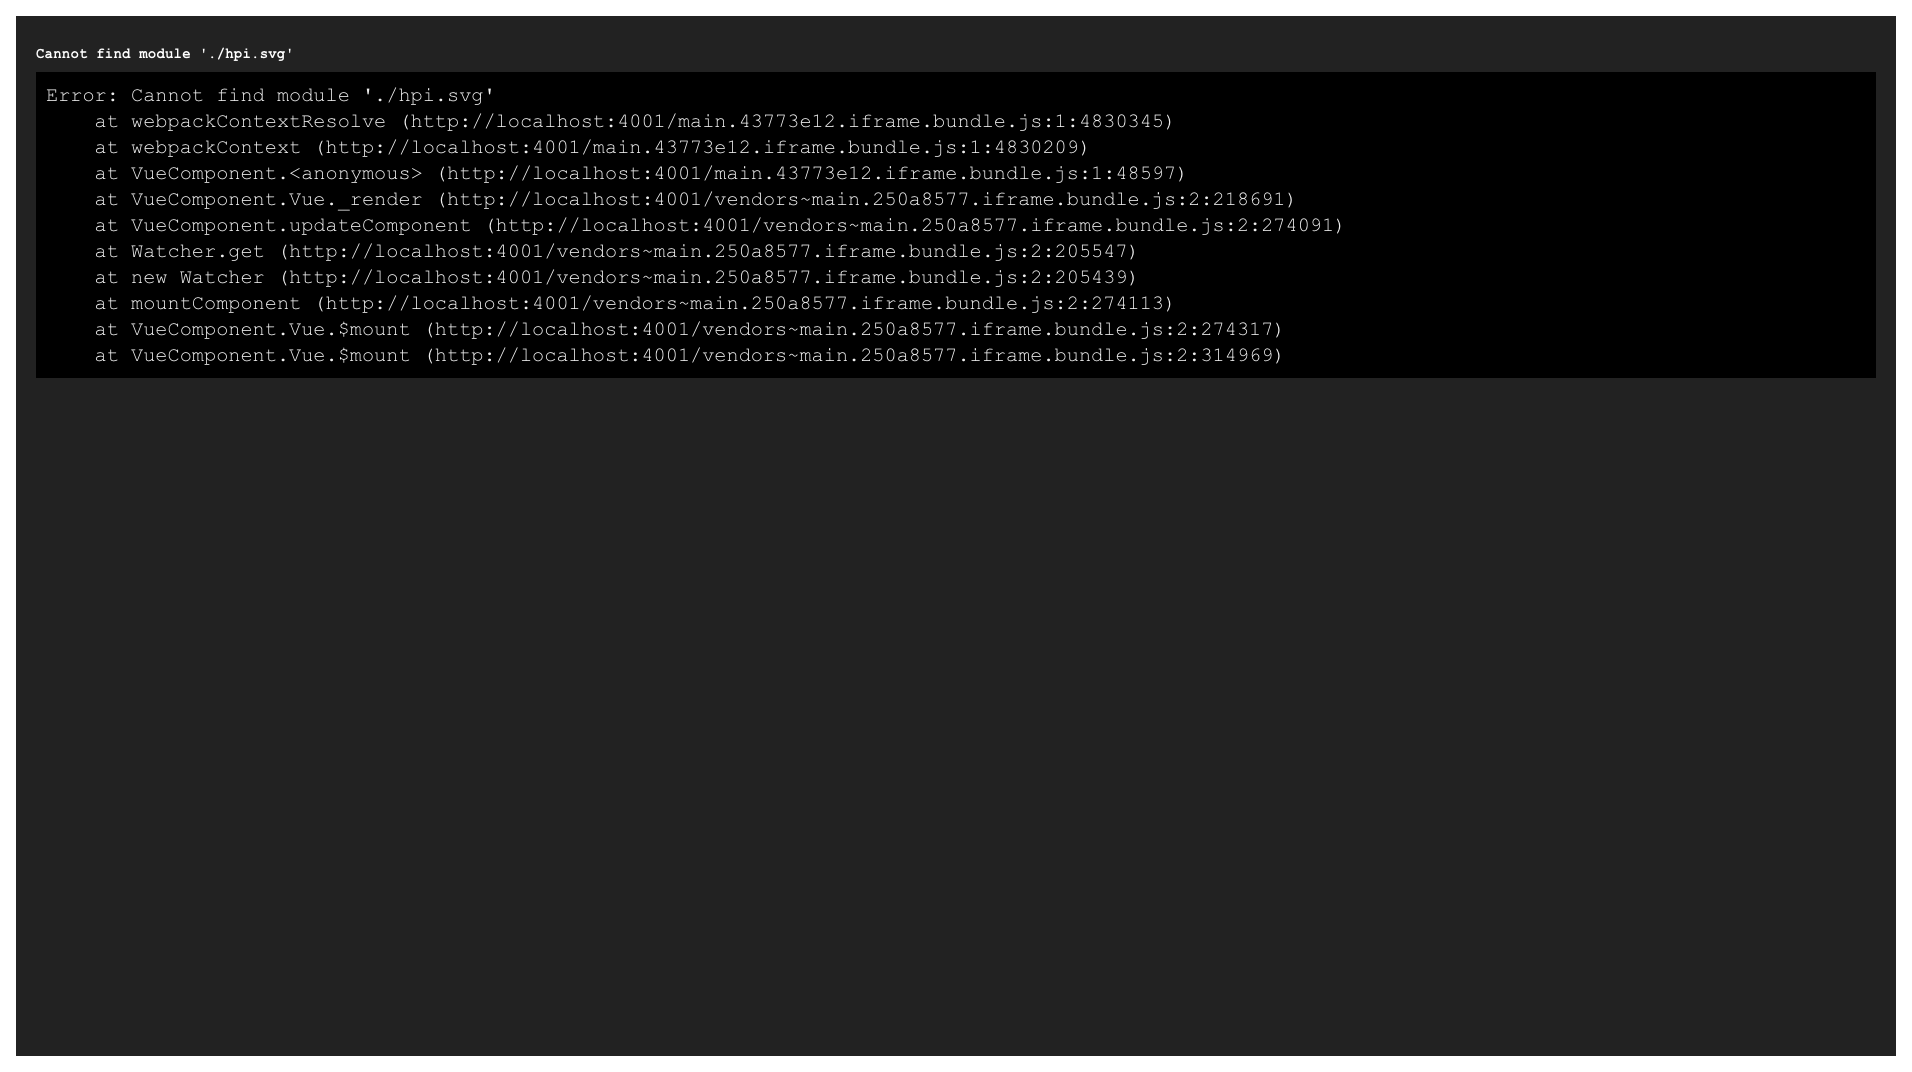 Cannot find module './hpi.svg'
Error: Cannot find module './hpi.svg'
    at webpackContextResolve (http://localhost:4001/main.43773e12.iframe.bundle.js:1:4830345)
    at webpackContext (http://localhost:4001/main.43773e12.iframe.bundle.js:1:4830209)
    at VueComponent.<anonymous> (http://localhost:4001/main.43773e12.iframe.bundle.js:1:48597)
    at VueComponent.Vue._render (http://localhost:4001/vendors~main.250a8577.iframe.bundle.js:2:218691)
    at VueComponent.updateComponent (http://localhost:4001/vendors~main.250a8577.iframe.bundle.js:2:274091)
    at Watcher.get (http://localhost:4001/vendors~main.250a8577.iframe.bundle.js:2:205547)
    at new Watcher (http://localhost:4001/vendors~main.250a8577.iframe.bundle.js:2:205439)
    at mountComponent (http://localhost:4001/vendors~main.250a8577.iframe.bundle.js:2:274113)
    at VueComponent.Vue.$mount (http://localhost:4001/vendors~main.250a8577.iframe.bundle.js:2:274317)
    at VueComponent.Vue.$mount (http://localhost:4001/vendors~main.250a8577.iframe.bundle.js:2:314969)